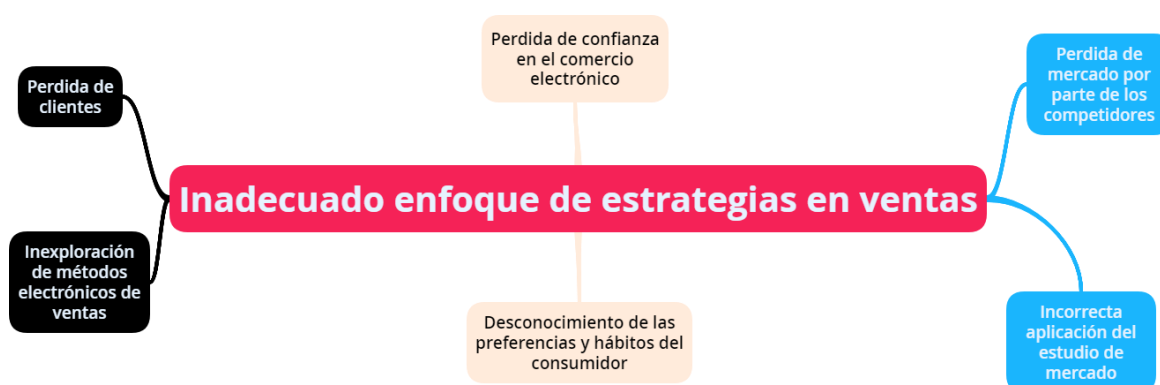 Perdida de confianza
en el comercio
electrónico
Perdida de
mercado por
parte de los
competidores
Perdida de
clientes
Inadecuado enfoque de estrategias en ventas
Inexploración
de métodos
electrónicos de
ventas
Desconocimiento de las
preferencias y hábitos del
consumidor
Incorrecta
aplicación del
estudio de
mercado